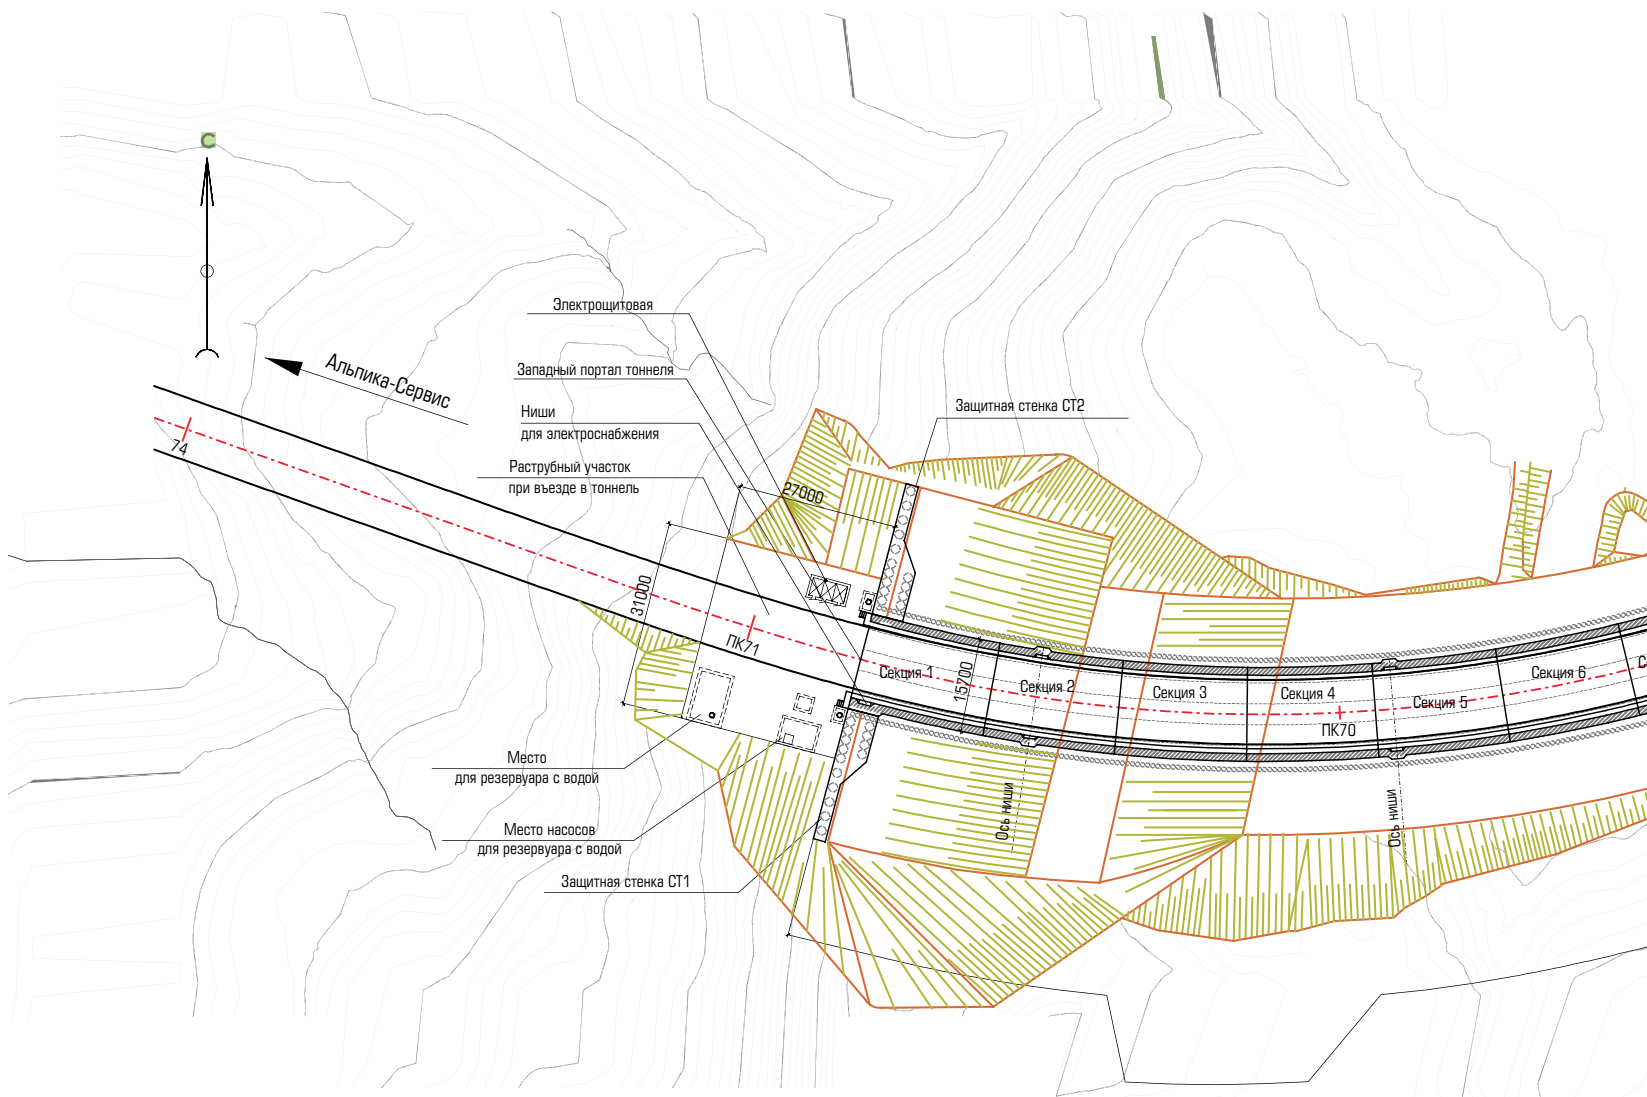 С
Альпика-Сервис
74
Электрощитовая
Западный портал тоннеля
Ниши
для электроснабжения
Раструбный участок
при въезде в тоннель
Защитная стенка СТ2
27000
31000
ПК71
Секция 1
15700
Секция 2
Секция 3
Секция 4
Секция 5
Секция 6
ПК70
Место
для резервуара с водой
Место насосов
для резервуара с водой
Защитная стенка СТ1
Ось ниши
Ось ниши